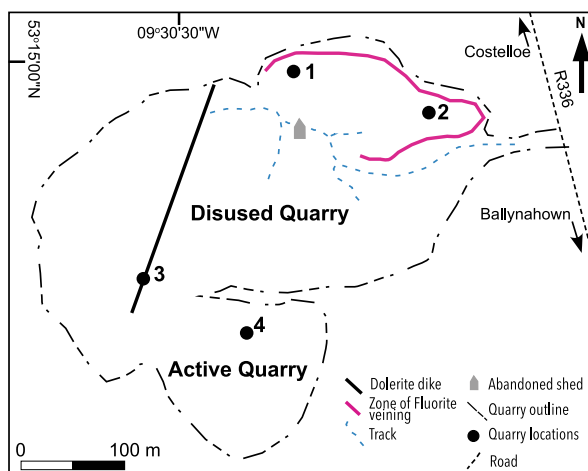 09°30'30"W
53°15'00"N
N
Costelloe
R336
1
2
Disused Quarry
Ballynahown
3
4
Active Quarry
Dolerite dike
Zone of Fluorite
veining
Track
Abandoned shed
Quarry outline
Quarry locations
Road
0 100 m